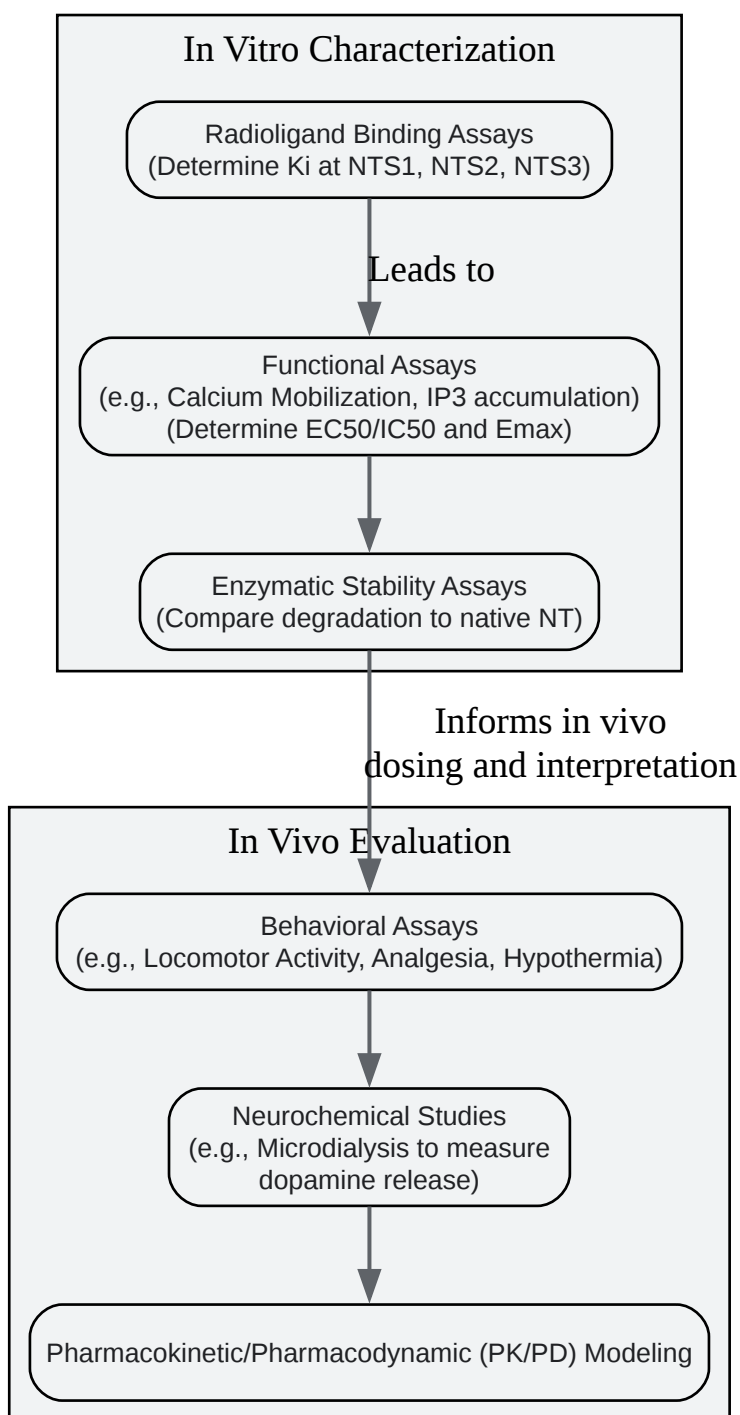 In Vitro Characterization
Radioligand Binding Assays
(Determine Ki at NTS1, NTS2, NTS3)
Leads to
Functional Assays
(e.g., Calcium Mobilization, IP3 accumulation)
(Determine EC50/IC50 and Emax)
Enzymatic Stability Assays
(Compare degradation to native NT)
Informs in vivo
dosing and interpretation
In Vivo Evaluation
Behavioral Assays
(e.g., Locomotor Activity, Analgesia, Hypothermia)
Neurochemical Studies
(e.g., Microdialysis to measure
dopamine release)
Pharmacokinetic/Pharmacodynamic (PK/PD) Modeling